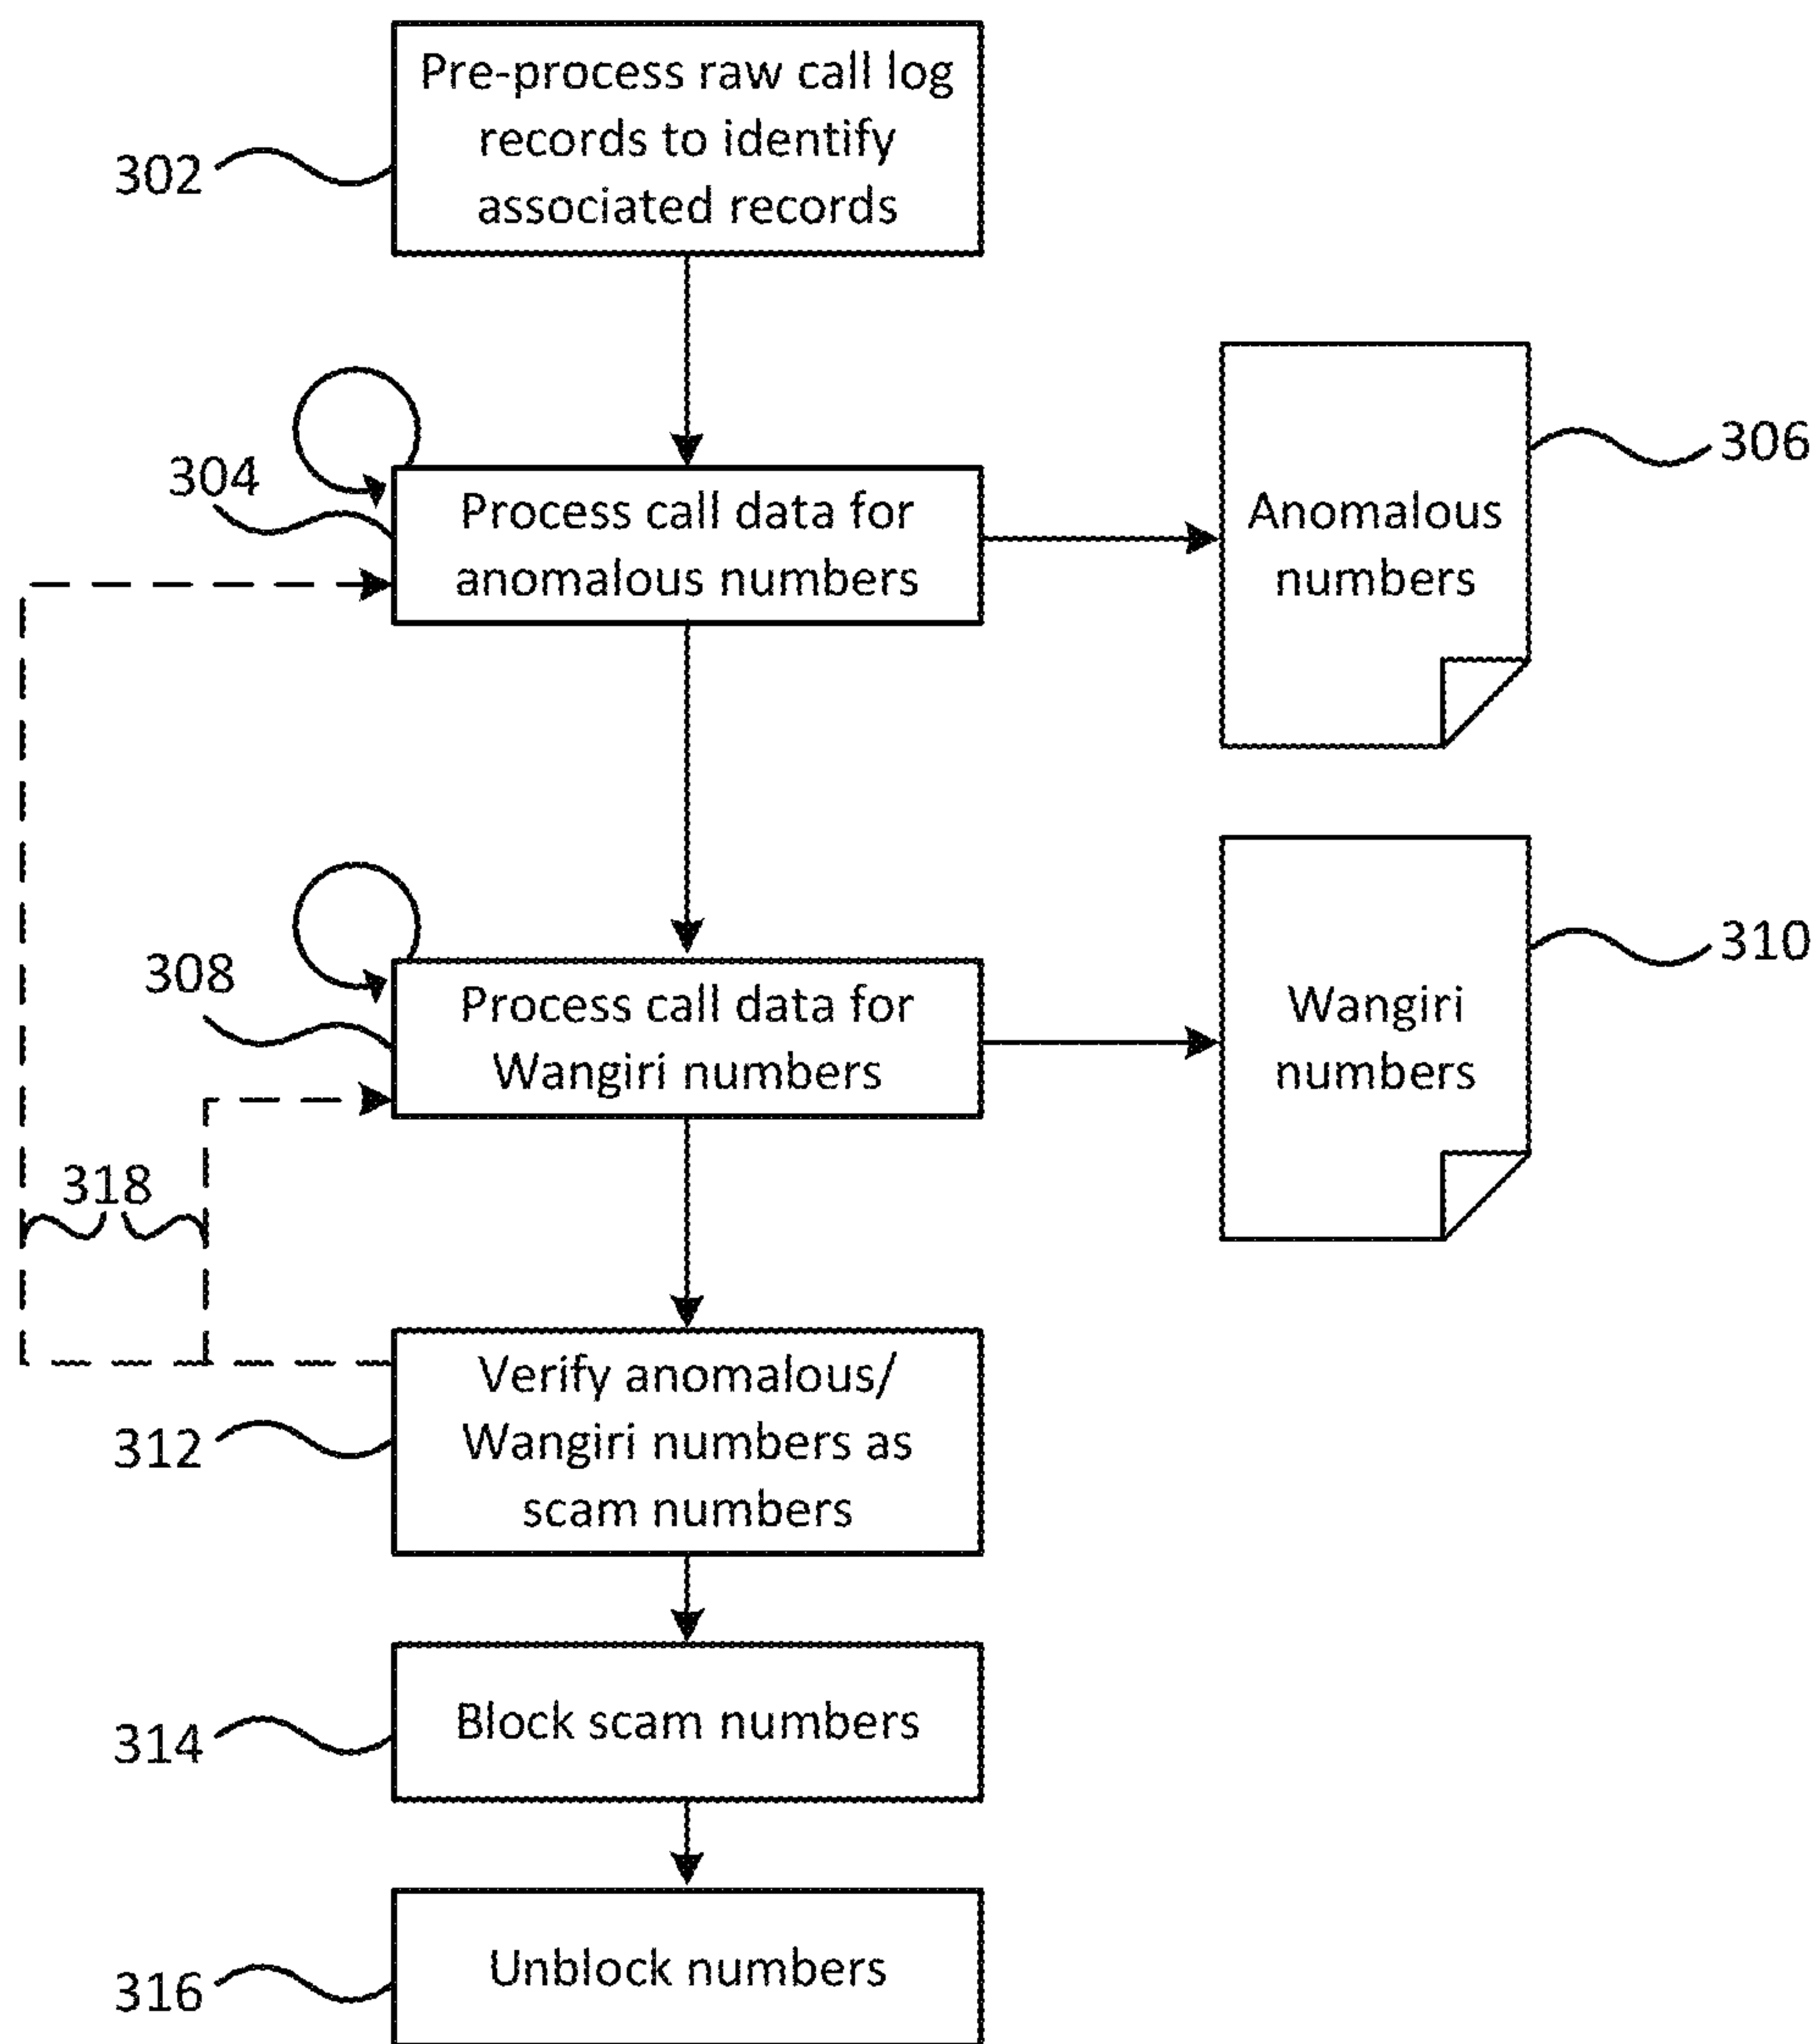 Pre-process raw call log
records to identify
associated records
302
304
Process call data for
anomalous numbers
Anomalous
numbers
306
308
Process call data for
Wangiri numbers
Wangiri
numbers
310
318
312
Verify anomalous/
Wangiri numbers as
scam numbers
314
Block scam numbers
316
Unblock numbers